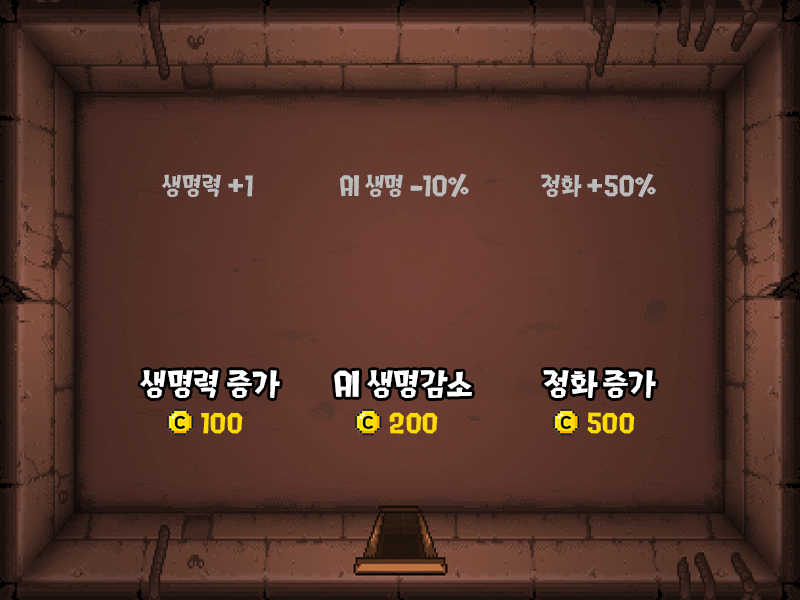 생명력 +1
AI 생명 -10%
정화 +50%
생명력 증가
AI 생명감소
정화 증가
C 100
C 200
C 500